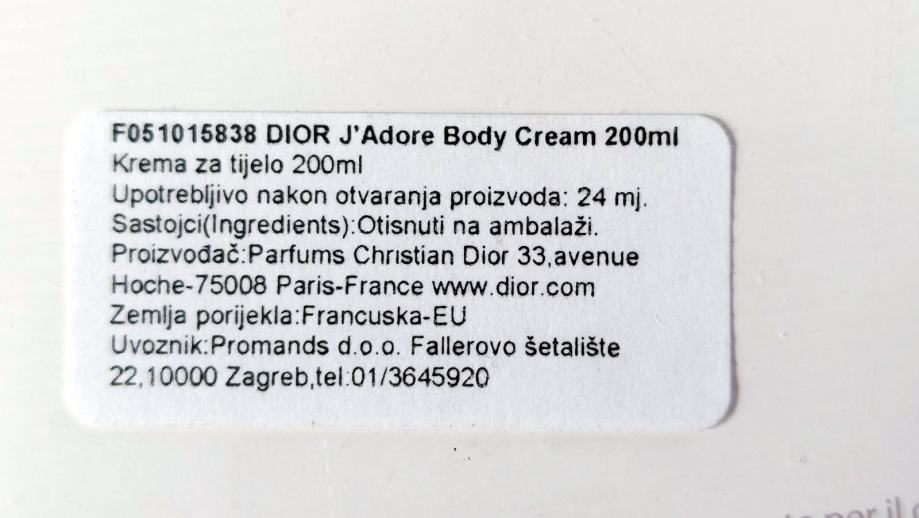 F051015838 DIOR J'Adore Body Cream 200ml
Krema za tijelo 200ml
Upotrebljivo nakon otvaranja proizvoda: 24 mj.
Sastojci(Ingredients):Otisnuti na ambalaži.
Proizvođač:Parfums Christian Dior 33,avenue
Hoche-75008 Paris-France www.dior.com
Zemlja porijekla:Francuska-EU
Uvoznik:Promands d.o.o. Fallerovo šetalište
22,10000 Zagreb,tel:01/3645920
per il